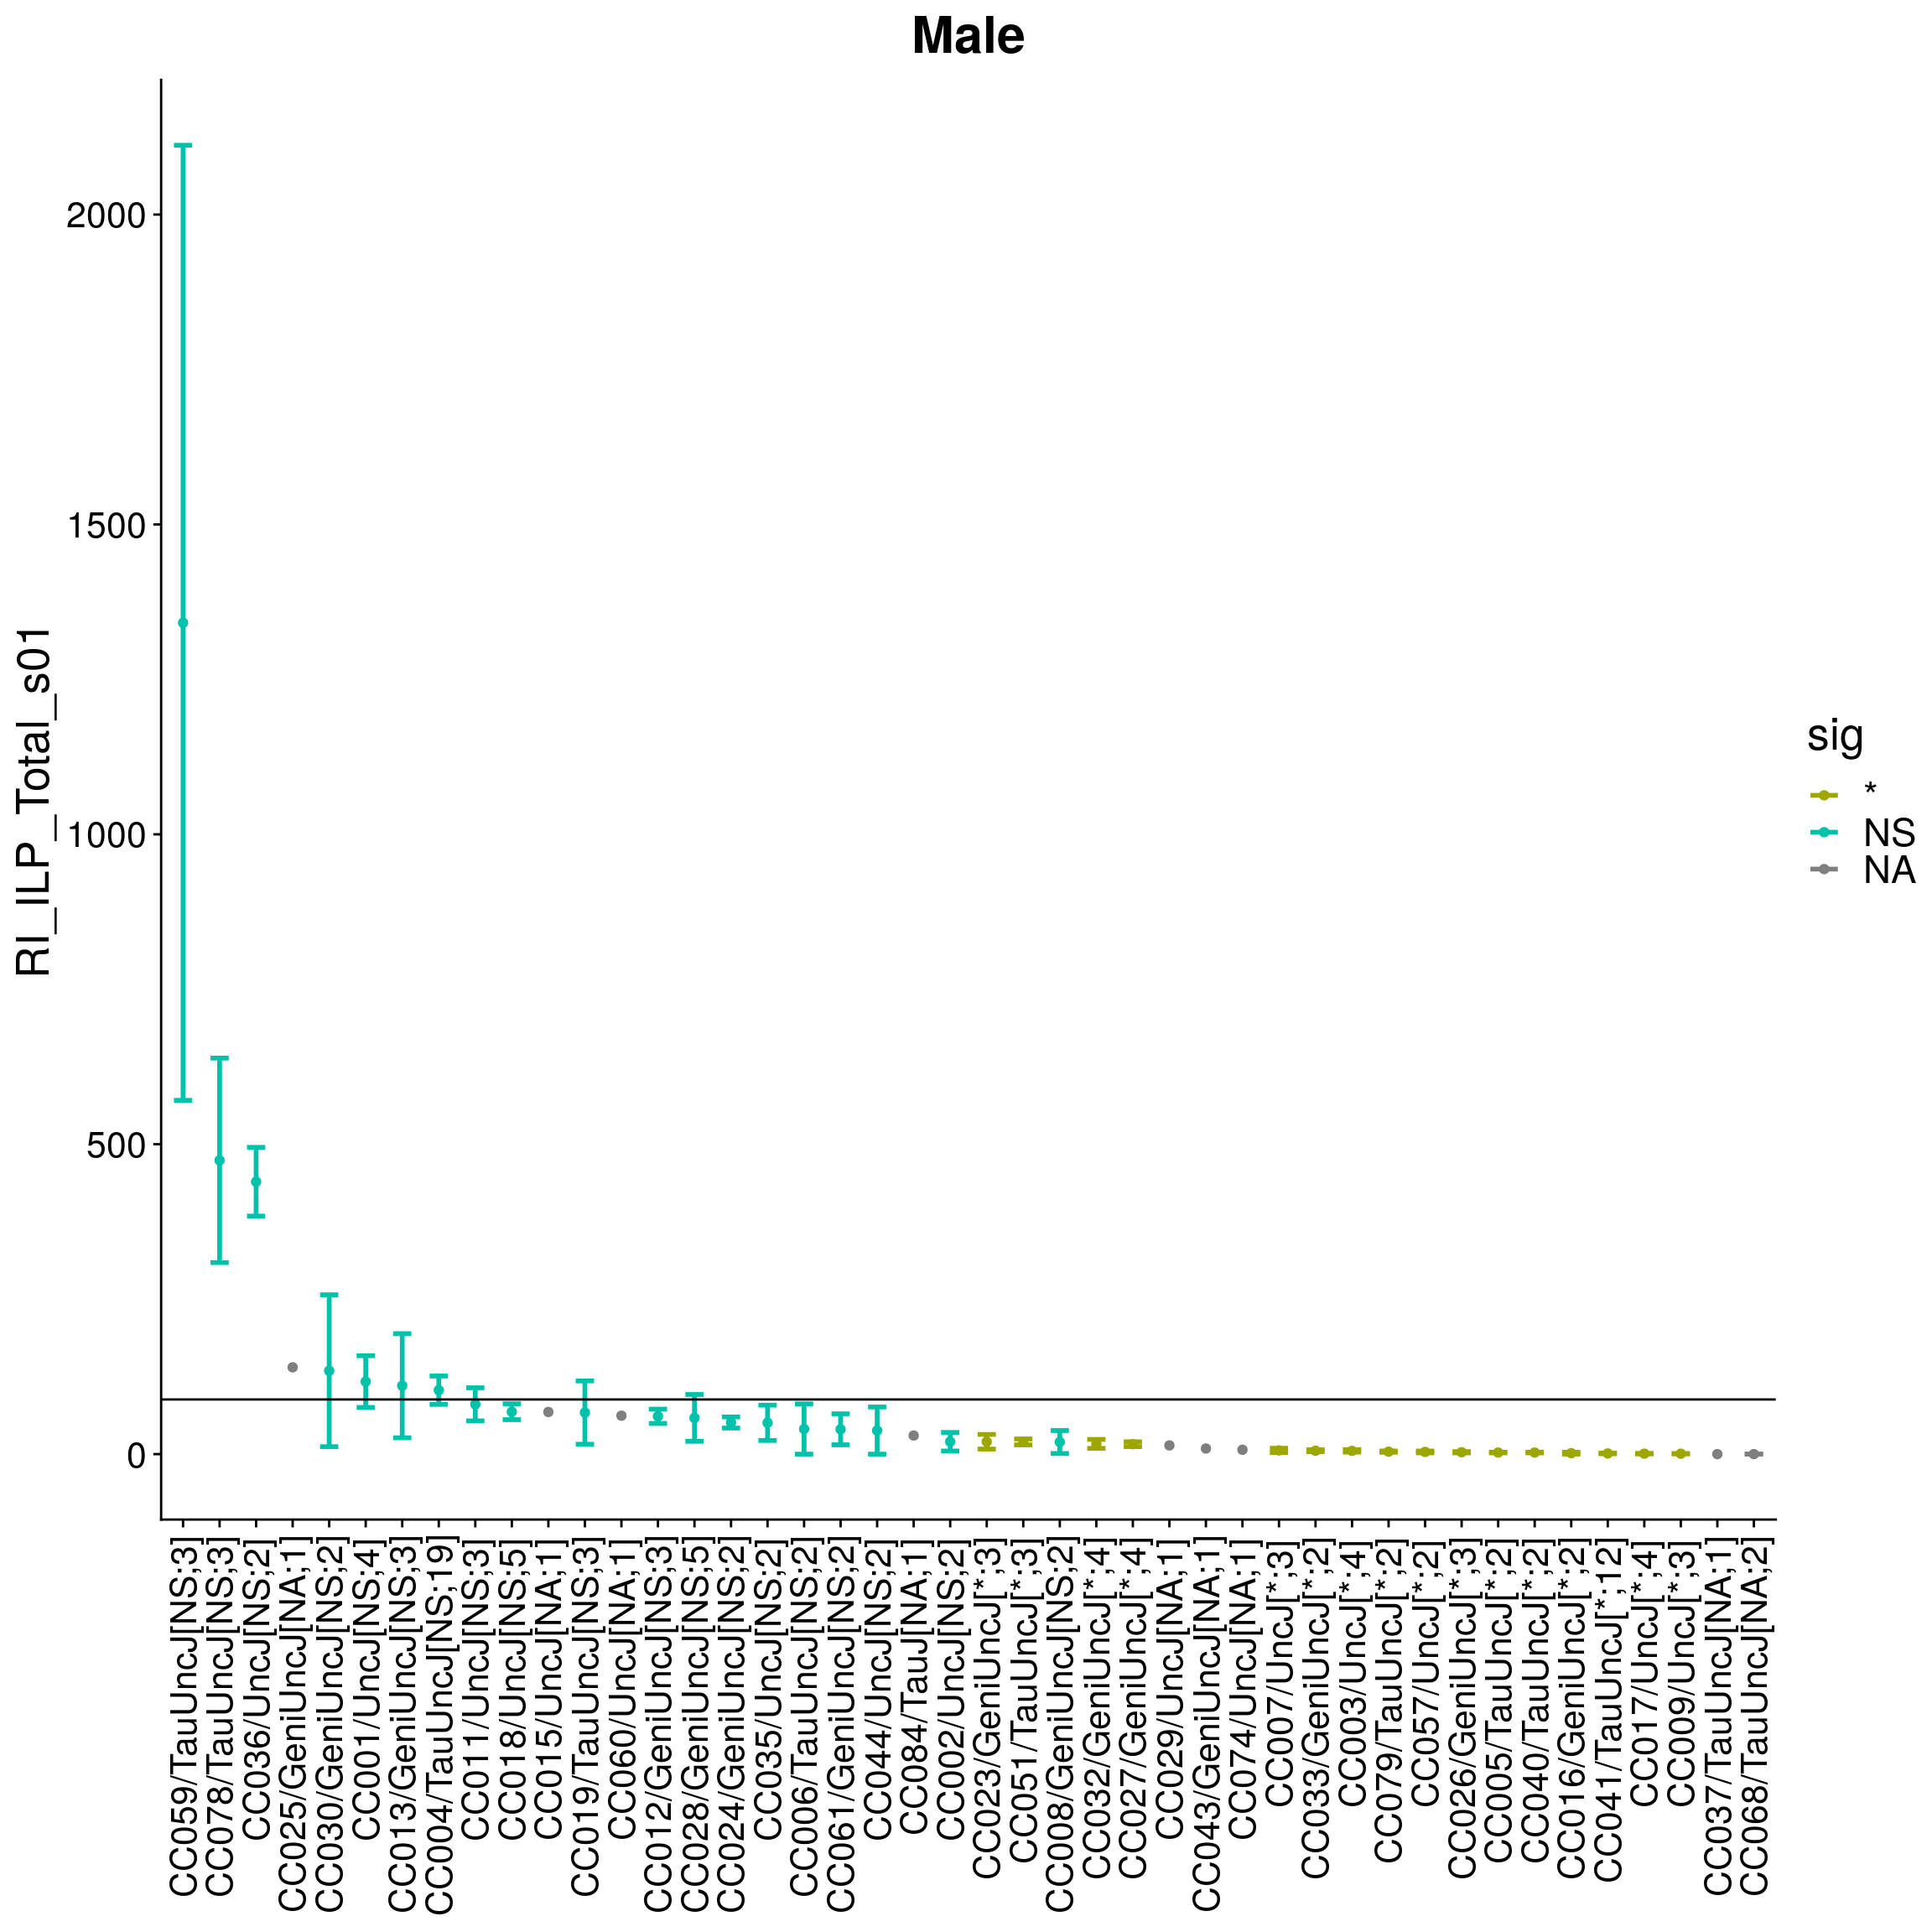 Male
RI_ILP_Total_s01
2000
1500
1000
500
0
CC059/TauUncJ[NS;3]
CC078/TauUncJ[NS;3]
CC036/UncJ[NS;2]
CC025/GeniUncJ[NA;1]
CC030/GeniUncJ[NS;2]
CC001/UncJ[NS;4]
CC013/GeniUncJ[NS;3]
CC004/TauUncJ[NS;19]
CC011/UncJ[NS;3]
CC018/UncJ[NS;5]
CC015/UncJ[NA;1]
CC019/TauUncJ[NS;3]
CC060/UncJ[NA;1]
CC012/GeniUncJ[NS;3]
CC028/GeniUncJ[NS;5]
CC024/GeniUncJ[NS;2]
CC035/UncJ[NS;2]
CC006/TauUncJ[NS;2]
CC061/GeniUncJ[NS;2]
CC044/UncJ[NS;2]
CC084/TauJ[NA;1]
CC002/UncJ[NS;2]
CC023/GeniUncJ[*;3]
CC051/TauUncJ[*;3]
CC008/GeniUncJ[NS;2]
CC032/GeniUncJ[*;4]
CC027/GeniUncJ[*;4]
CC029/UncJ[NA;1]
CC043/GeniUncJ[NA;1]
CC074/UncJ[NA;1]
CC007/UncJ[*;3]
CC033/GeniUncJ[*;2]
CC003/UncJ[*;4]
CC079/TauUncJ[*;2]
CC057/UncJ[*;2]
CC026/GeniUncJ[*;3]
CC005/TauUncJ[*;2]
CC040/TauUncJ[*;2]
CC016/GeniUncJ[*;2]
CC041/TauUncJ[*;12]
CC017/UncJ[*;4]
CC009/UncJ[*;3]
CC037/TauUncJ[NA;1]
CC068/TauUncJ[NA;2]
sig
*
NS
NA